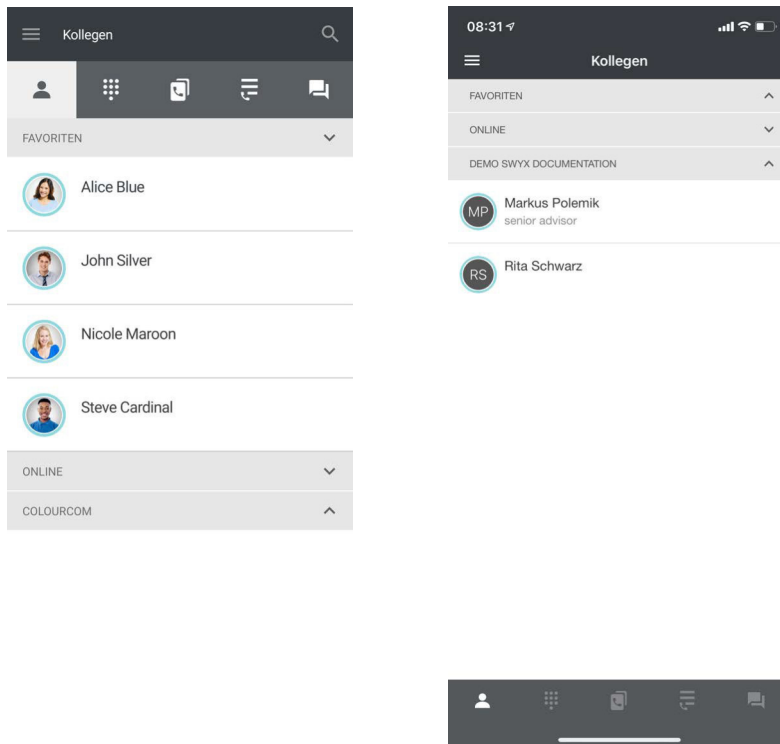 Kollegen
FAVORITEN
Alice Blue
John Silver
Nicole Maroon
Steve Cardinal
ONLINE
COLOURCOM
08:31
Kollegen
FAVORITEN
ONLINE
DEMO SWYX DOCUMENTATION
MP
Markus Polemik
senior advisor
RS
Rita Schwarz